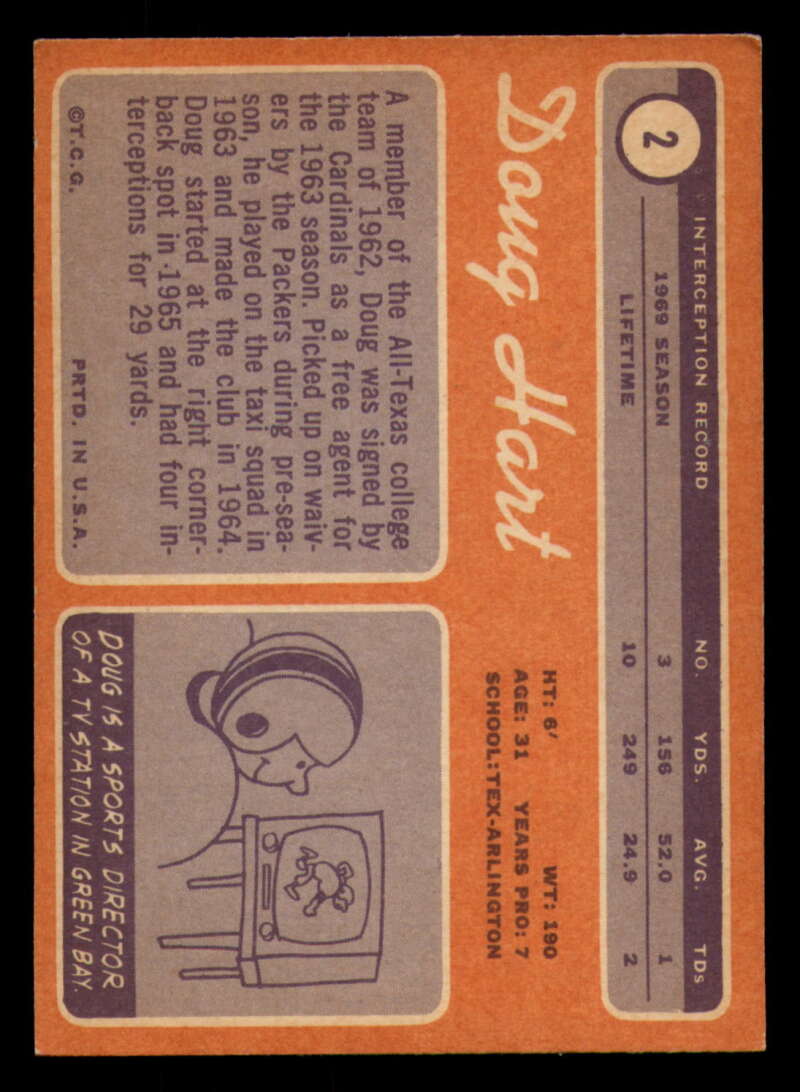 2
INTERCEPTION RECORD NO. YDS. AVG. TDs
1969 SEASON 3 156 52.0 1
LIFETIME 10 249 24.9 2
Doug Hart
HT: 6' WT: 190
AGE: 31 YEARS PRO: 7
SCHOOL: TEX-ARLINGTON
A member of the All-Texas college
team of 1962, Doug was signed by
the Cardinals as a free agent for
the 1963 season. Picked up on waiv-
ers by the Packers during pre-sea-
son, he played on the taxi squad in
1963 and made the club in 1964.
Doug started at the right corner-
back spot in 1965 and had four in-
terceptions for 29 yards.
©T.C.G. PRTD. IN U.S.A.
DOUG IS A SPORTS DIRECTOR
OF A TV STATION IN GREEN BAY.